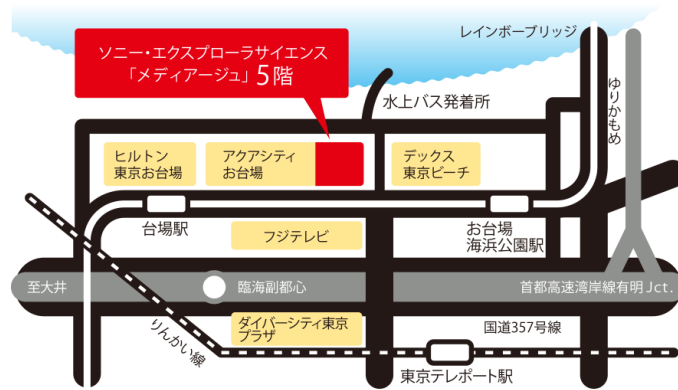 レインボーブリッジ
ソニー・エクスプローラサイエンス
「メディアージュ」5階
ゆりかもめ
水上バス発着所
ヒルトン
東京お台場
アクアシティ
お台場
デックス
東京ビーチ
台場駅
フジテレビ
お台場
海浜公園駅
至大井
臨海副都心
首都高速湾岸線有明Jct.
りんかい線
ダイバーシティ東京
プラザ
国道357号線
東京テレポート駅